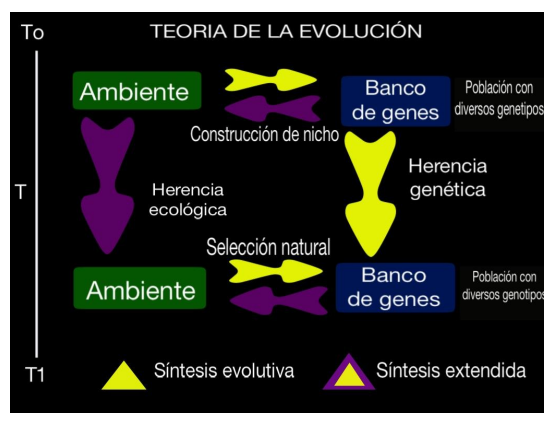 To
TEORIA DE LA EVOLUCIÓN
Ambiente
Banco
de genes
Población con
diversos genetipos
Construcción de nicho
T
Herencia
ecológica
Herencia
genética
Selección natural
Ambiente
Banco
de genes
Población con
diversos genotipos
T1
Síntesis evolutiva
Síntesis extendida